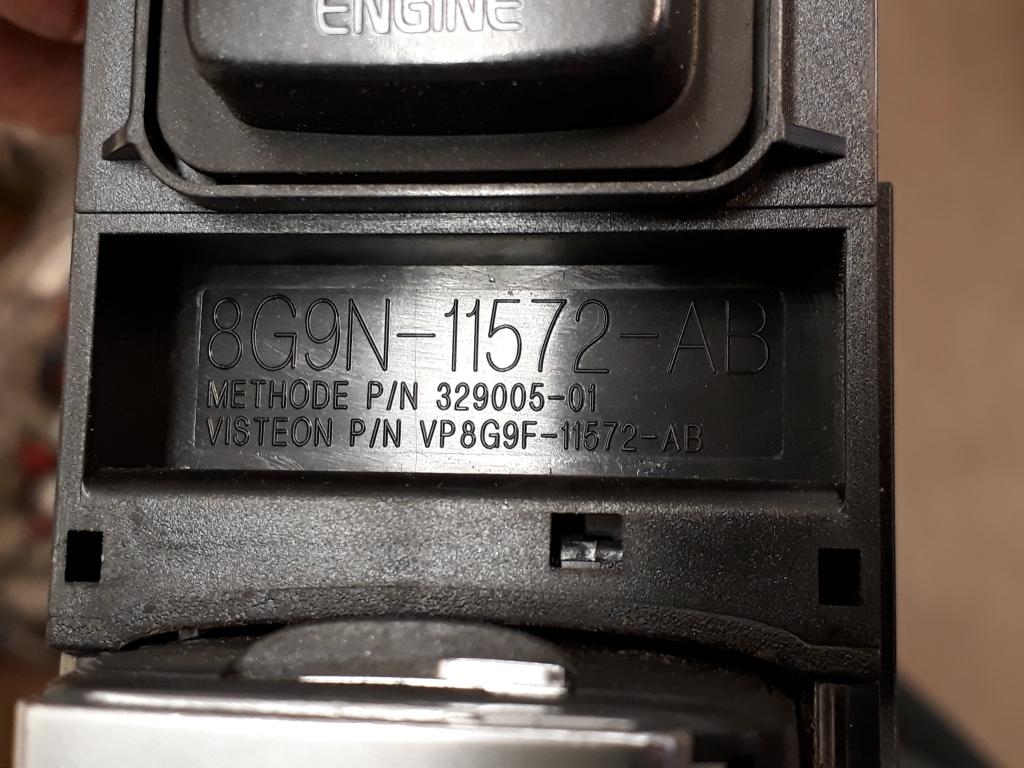 ENGINE
8G9N-11572-AB
METHODE P/N 329005-01
VISTEON P/N VP8G9F-11572-AB